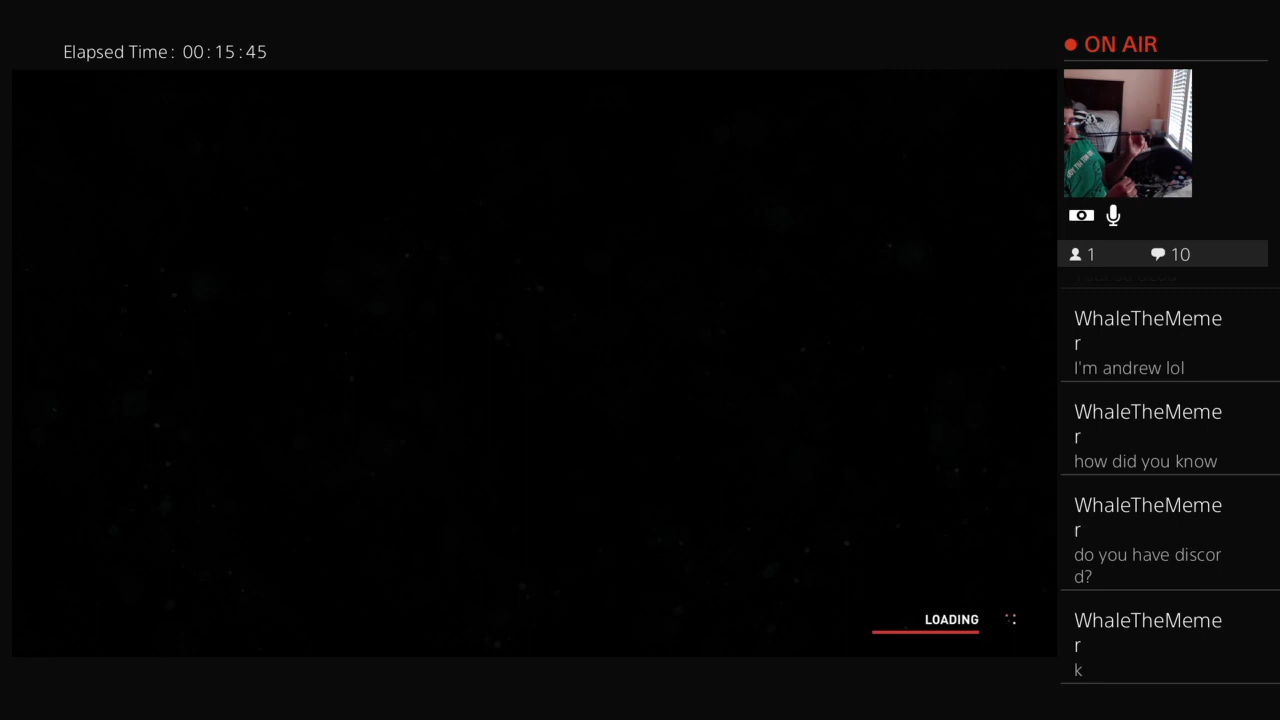 Elapsed Time: 00:15:45
ON AIR
1
10
WhaleTheMeme
r
I'm andrew lol
WhaleTheMeme
r
how did you know
WhaleTheMeme
r
do you have discor
d?
WhaleTheMeme
r
k
LOADING